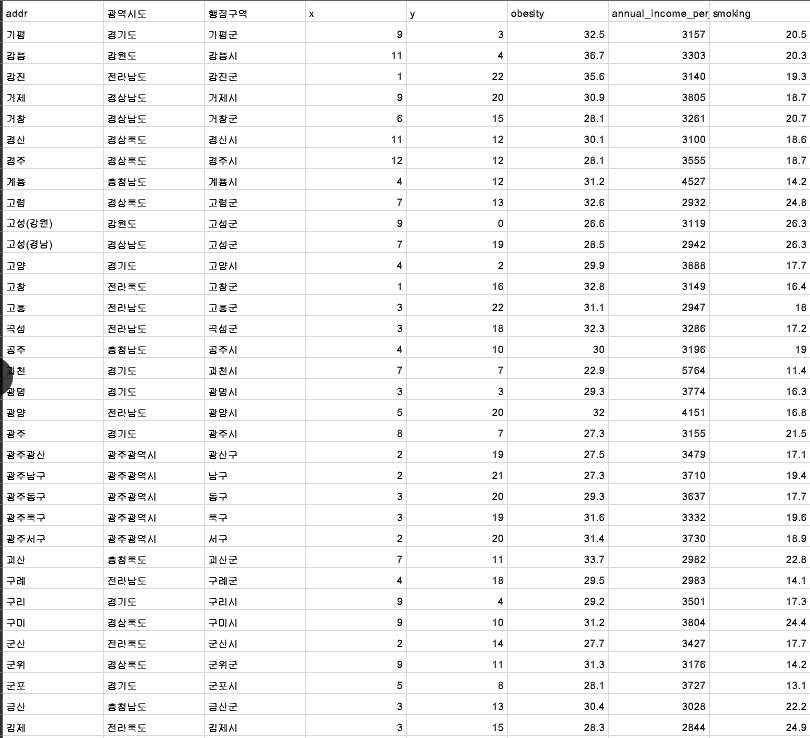 addr 광역시도 행정구역 x y obesity annual_income_per smoking
가평 경기도 가평군 9 3 32.5 3157 20.5
강릉 강원도 강릉시 11 4 36.7 3303 20.3
강진 전라남도 강진군 1 22 35.6 3140 19.3
거제 경상남도 거제시 9 20 30.9 3805 18.7
거창 경상남도 거창군 6 15 28.1 3261 20.7
경산 경상북도 경산시 11 12 30.1 3100 18.6
경주 경상북도 경주시 12 12 28.1 3555 18.7
계룡 충청남도 계룡시 4 12 31.2 4527 14.2
고령 경상북도 고령군 7 13 32.6 2932 24.8
고성(강원) 강원도 고성군 9 0 26.6 3119 26.3
고성(경남) 경상남도 고성군 7 19 28.5 2942 26.3
고양 경기도 고양시 4 2 29.9 3888 17.7
고창 전라북도 고창군 1 16 32.8 3149 16.4
고흥 전라남도 고흥군 3 22 31.1 2947 18
곡성 전라남도 곡성군 3 18 32.3 3286 17.2
공주 충청남도 공주시 4 10 30 3196 19
과천 경기도 과천시 7 7 22.9 5764 11.4
광명 경기도 광명시 3 3 29.3 3774 16.3
광양 전라남도 광양시 5 20 32 4151 16.8
광주 경기도 광주시 8 7 27.3 3155 21.5
광주광산 광주광역시 광산구 2 19 27.5 3479 17.1
광주남구 광주광역시 남구 2 21 27.3 3710 19.4
광주동구 광주광역시 동구 3 20 29.3 3637 17.7
광주북구 광주광역시 북구 3 19 31.6 3332 19.6
광주서구 광주광역시 서구 2 20 31.4 3730 18.9
괴산 충청북도 괴산군 7 11 33.7 2982 22.8
구례 전라남도 구례군 4 18 29.5 2983 14.1
구리 경기도 구리시 9 4 29.2 3501 17.3
구미 경상북도 구미시 9 10 31.2 3804 24.4
군산 전라북도 군산시 2 14 27.7 3427 17.7
군위 경상북도 군위군 9 11 31.3 3176 14.2
군포 경기도 군포시 5 8 28.1 3727 13.1
금산 충청남도 금산군 3 13 30.4 3028 22.2
김제 전라북도 김제시 3 15 28.3 2844 24.9